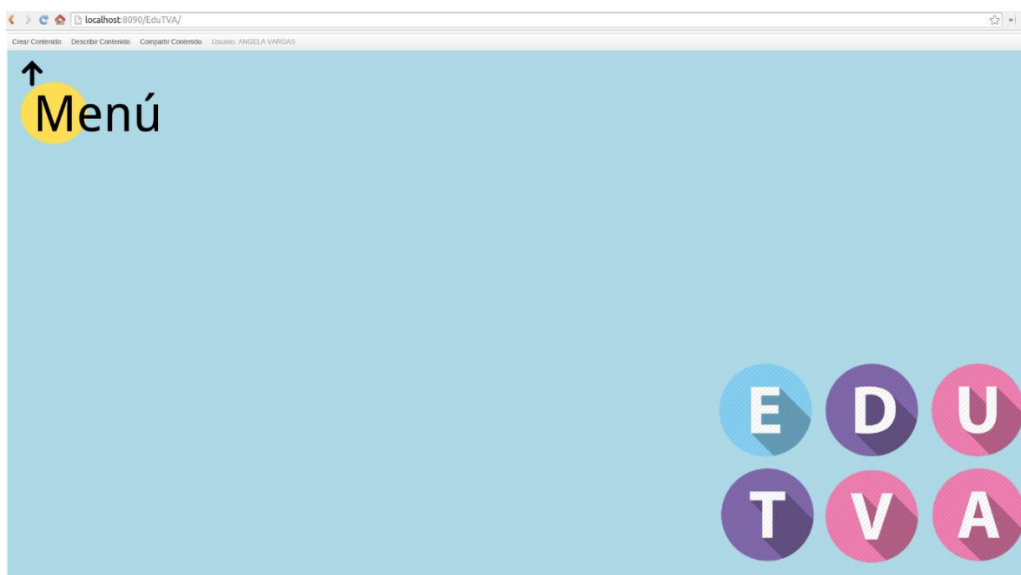 localhost:8090/EduTVA/
Crear Contenido Describir Contenido Compartir Contenido Usuario: ANGELA VARGAS
Menú
E D U
T V A